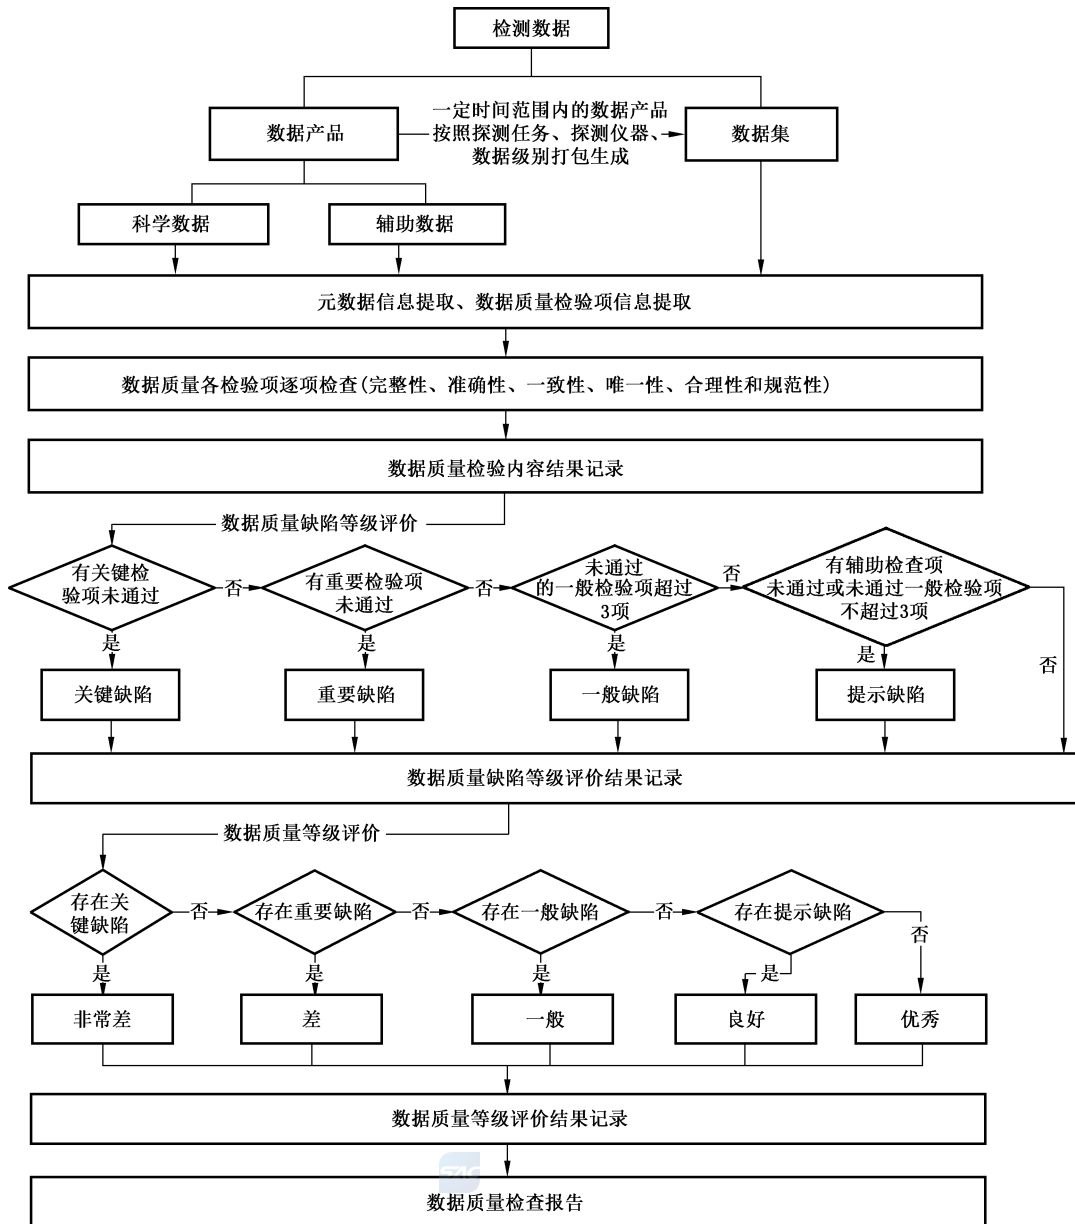 检测数据
数据产品
一定时间范围内的数据产品
按照探测任务、探测仪器、
数据级别打包生成
数据集
科学数据
辅助数据
元数据信息提取、数据质量检验项信息提取
数据质量各检验项逐项检查(完整性、准确性、一致性、唯一性、合理性和规范性)
数据质量检验内容结果记录
数据质量缺陷等级评价
有关键检
验项未通过
否
有重要检验项
未通过
否
未通过
的一般检验项超过
3项
否
有辅助检查项
未通过或未通过一般检验项
不超过3项
是
是
是
是
否
关键缺陷
重要缺陷
一般缺陷
提示缺陷
数据质量缺陷等级评价结果记录
数据质量等级评价
存在关
键缺陷
否
存在重要缺陷
否
存在一般缺陷
否
存在提示缺陷
否
是
是
是
是
非常差
差
一般
良好
优秀
数据质量等级评价结果记录
SAC
数据质量检查报告